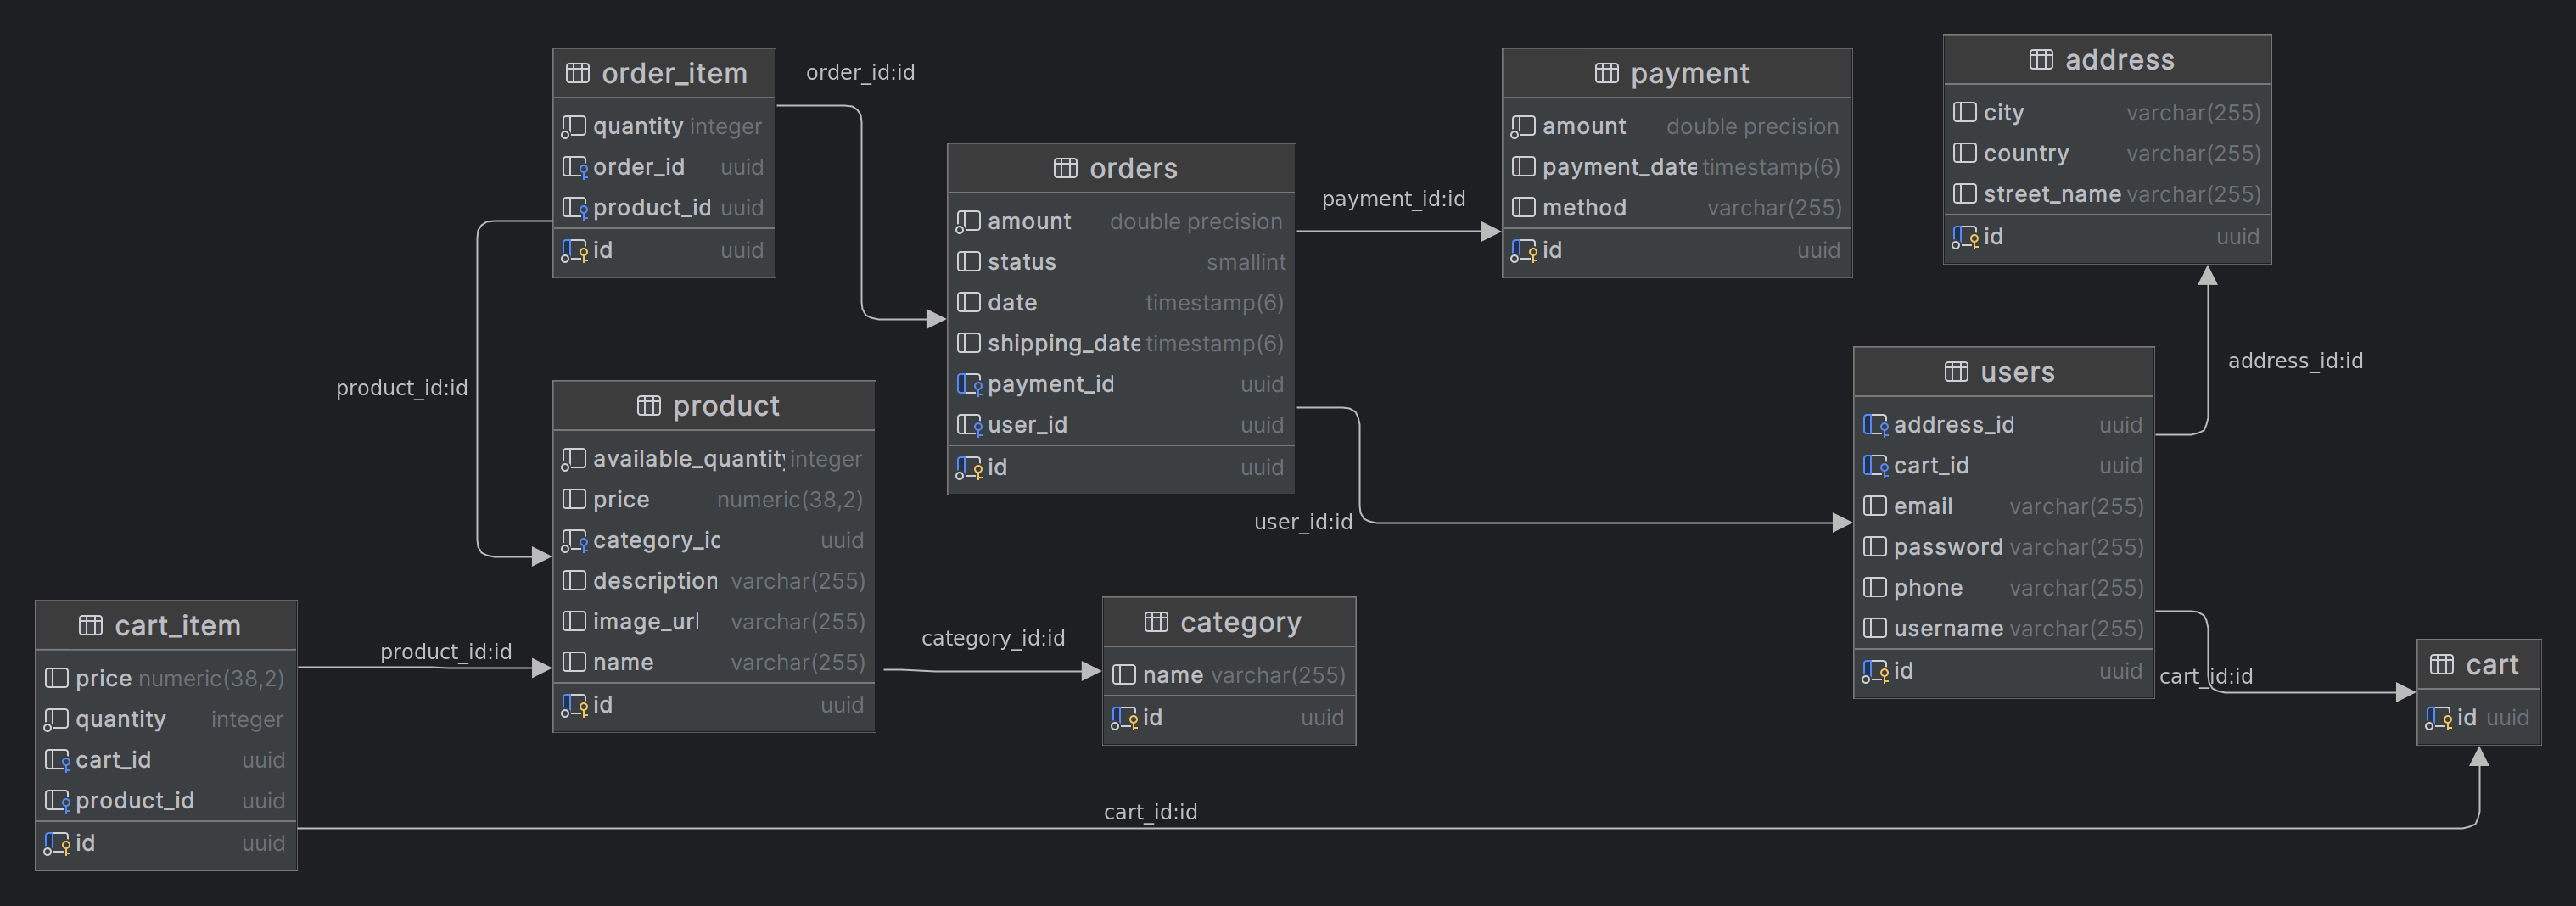 order_item
quantity integer
order_id uuid
product_id uuid
id uuid
order_id:id
product_id:id
orders
amount double precision
status smallint
date timestamp(6)
shipping_date timestamp(6)
payment_id uuid
user_id uuid
id uuid
payment_id:id
user_id:id
payment
amount double precision
payment_date timestamp(6)
method varchar(255)
id uuid
address
city varchar(255)
country varchar(255)
street_name varchar(255)
id uuid
address_id:id
users
address_id uuid
cart_id uuid
email varchar(255)
password varchar(255)
phone varchar(255)
username varchar(255)
id uuid
cart_id:id
product
available_quantity integer
price numeric(38,2)
category_id uuid
description varchar(255)
image_url varchar(255)
name varchar(255)
id uuid
category_id:id
category
name varchar(255)
id uuid
cart
id uuid
cart_item
price numeric(38,2)
quantity integer
cart_id uuid
product_id uuid
id uuid
product_id:id
cart_id:id